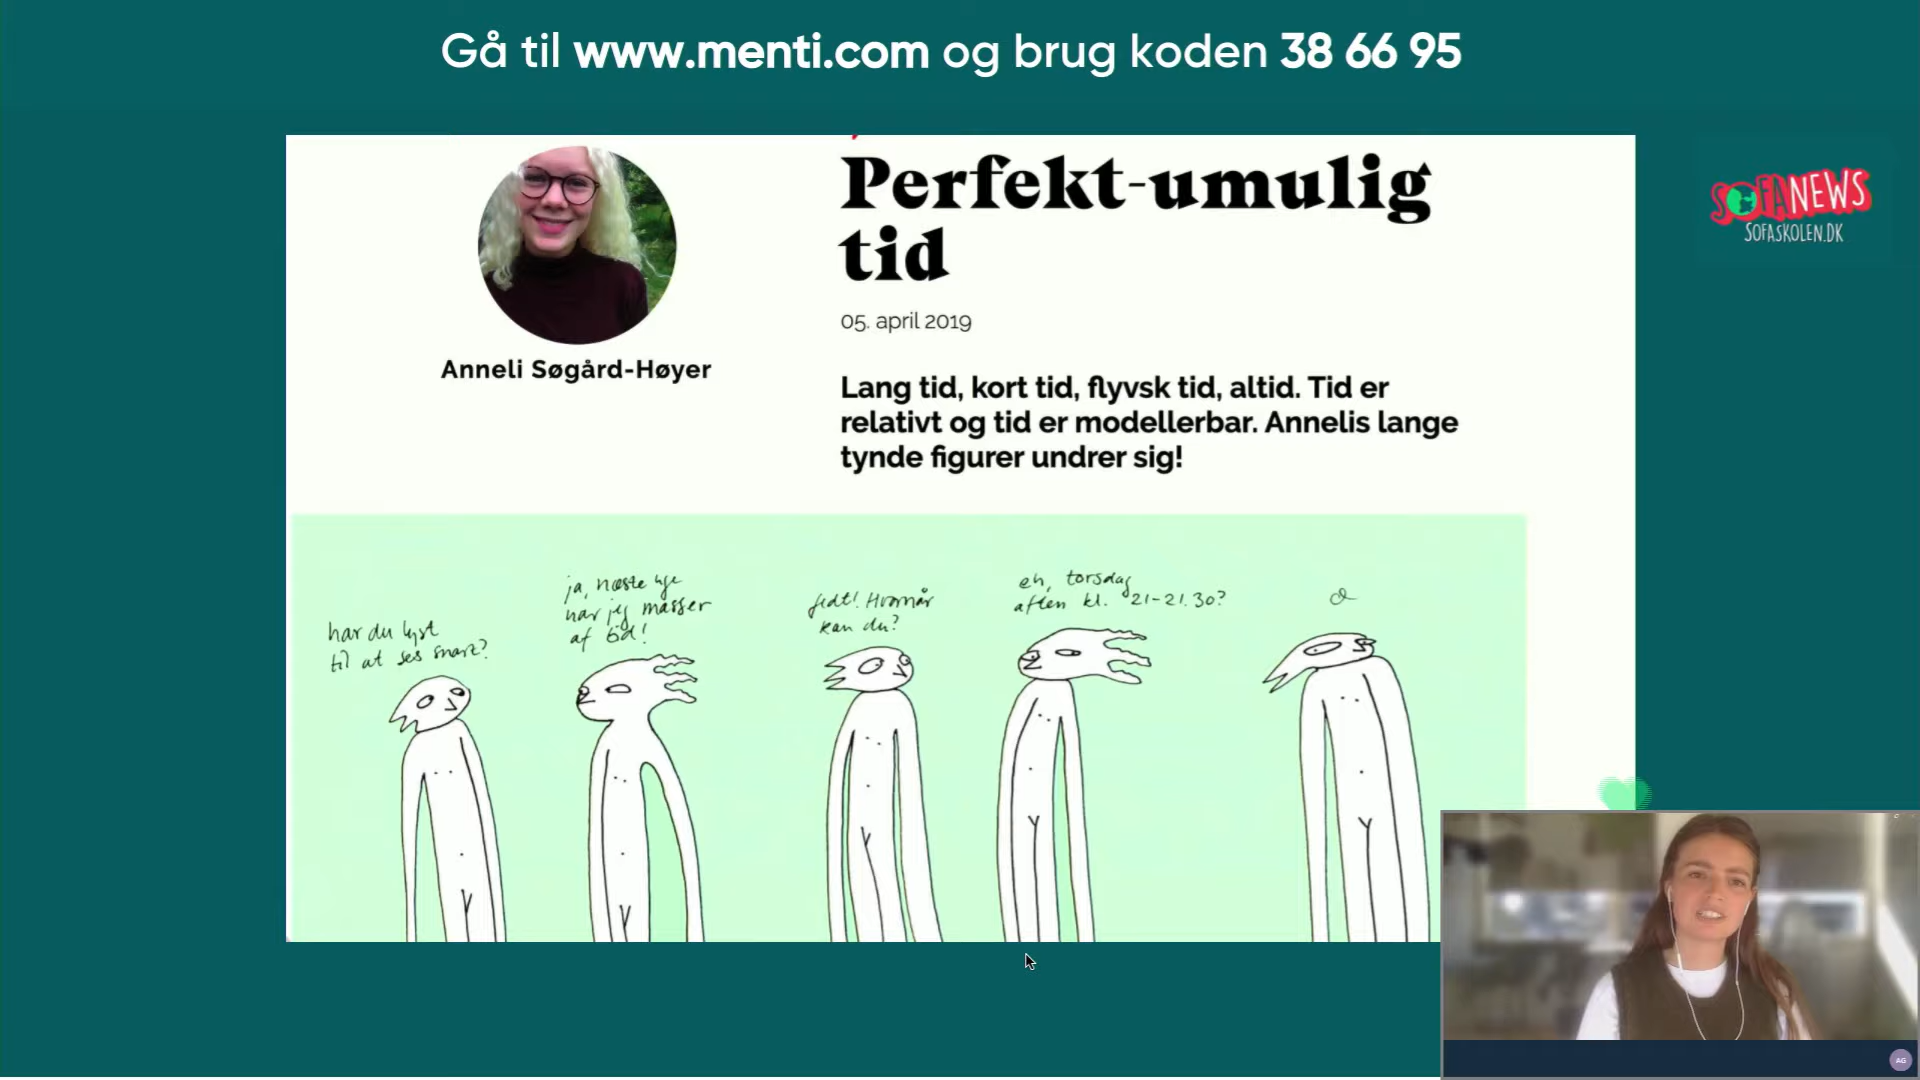 Gå til www.menti.com og brug koden 38 66 95
SOFANEWS
SOFASKOLEN.DK
Perfekt-umulig
tid
05. april 2019
Anneli Søgård-Høyer
Lang tid, kort tid, flyvsk tid, altid. Tid er
relativt og tid er modellerbar. Annelis lange
tynde figurer undrer sig!
har du lyst
til at ses snart?
ja, næste uge
har jeg masser
af tid!
fedt! Hvornår
kan du?
eh, torsdag
aften kl. 21-21.30?
AG